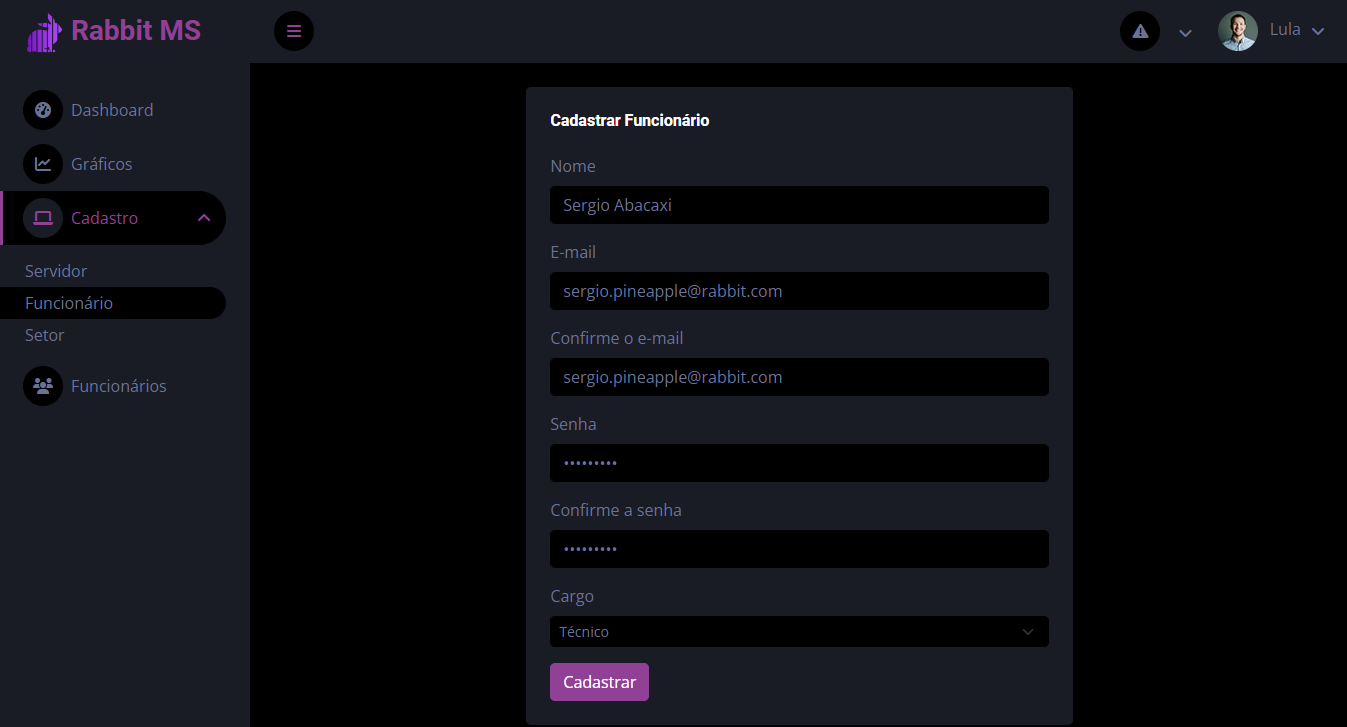 Rabbit MS
Lula
Dashboard
Gráficos
Cadastro
Servidor
Funcionário
Setor
Funcionários
Cadastrar Funcionário
Nome
Sergio Abacaxi
E-mail
sergio.pineapple@rabbit.com
Confirme o e-mail
sergio.pineapple@rabbit.com
Senha
•••••••••
Confirme a senha
•••••••••
Cargo
Técnico
Cadastrar